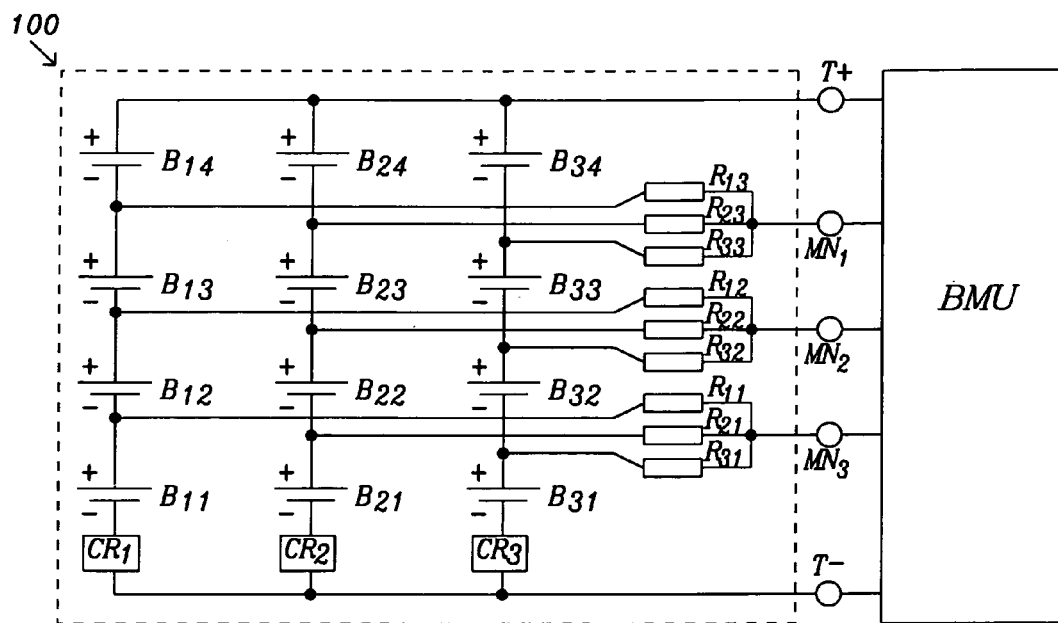 100
T+
+ + +
B14 B24 B34
- - -
R13
R23
R33
MN1
+ + +
B13 B23 B33
- - -
R12
R22
R32
BMU
MN2
+ + +
B12 B22 B32
- - -
R11
R21
R31
MN3
+ + +
B11 B21 B31
- - -
CR1 CR2 CR3
T-